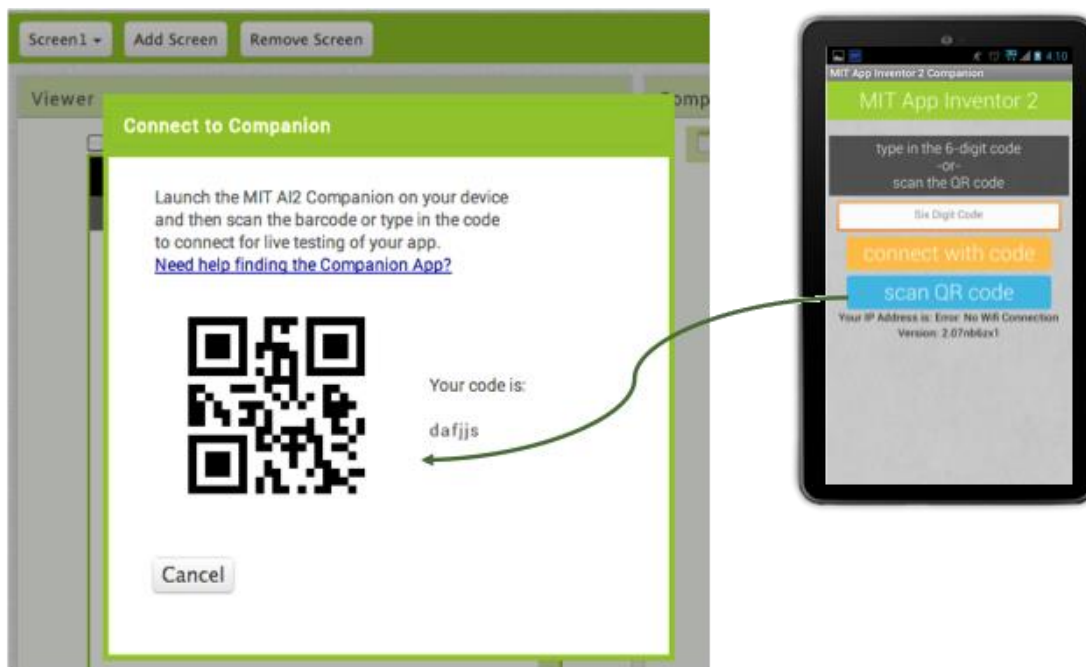 Screen1
Add Screen
Remove Screen
Viewer
Comp
Connect to Companion
Launch the MIT AI2 Companion on your device
and then scan the barcode or type in the code
to connect for live testing of your app.
Need help finding the Companion App?
Your code is:
dafjjs
Cancel
4:10
MIT App Inventor 2 Companion
MIT App Inventor 2
type in the 6-digit code
-or-
scan the QR code
Six Digit Code
connect with code
scan QR code
Your IP Address is: Error: No Wifi Connection
Version: 2.07nb6zx1